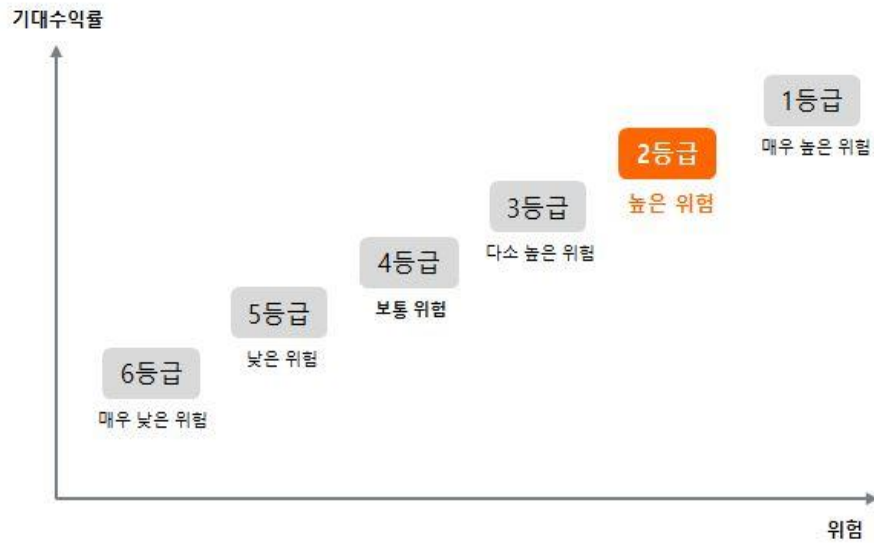 기대수익률
1등급
매우 높은 위험
2등급
높은 위험
3등급
다소 높은 위험
4등급
보통 위험
5등급
낮은 위험
6등급
매우 낮은 위험
위험